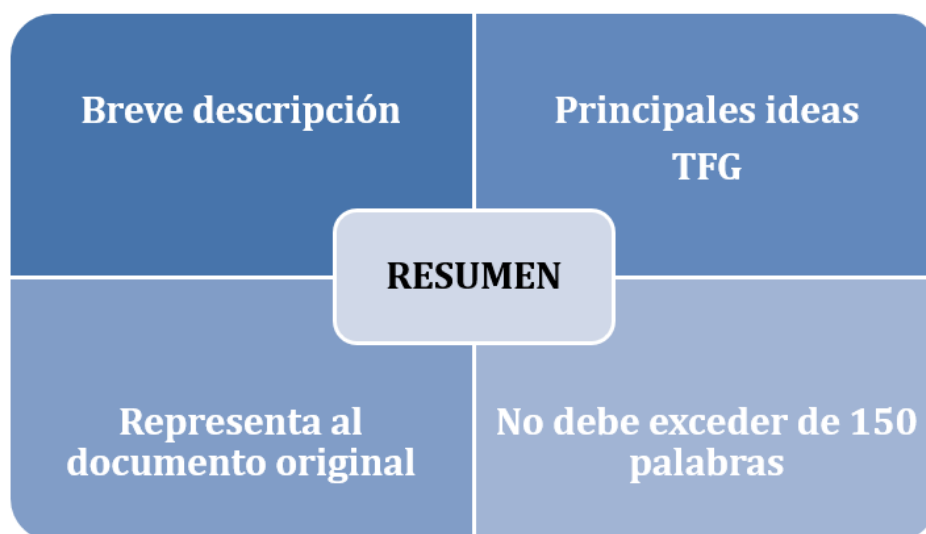 Breve descripción
Principales ideas
TFG
RESUMEN
Representa al
documento original
No debe exceder de 150
palabras